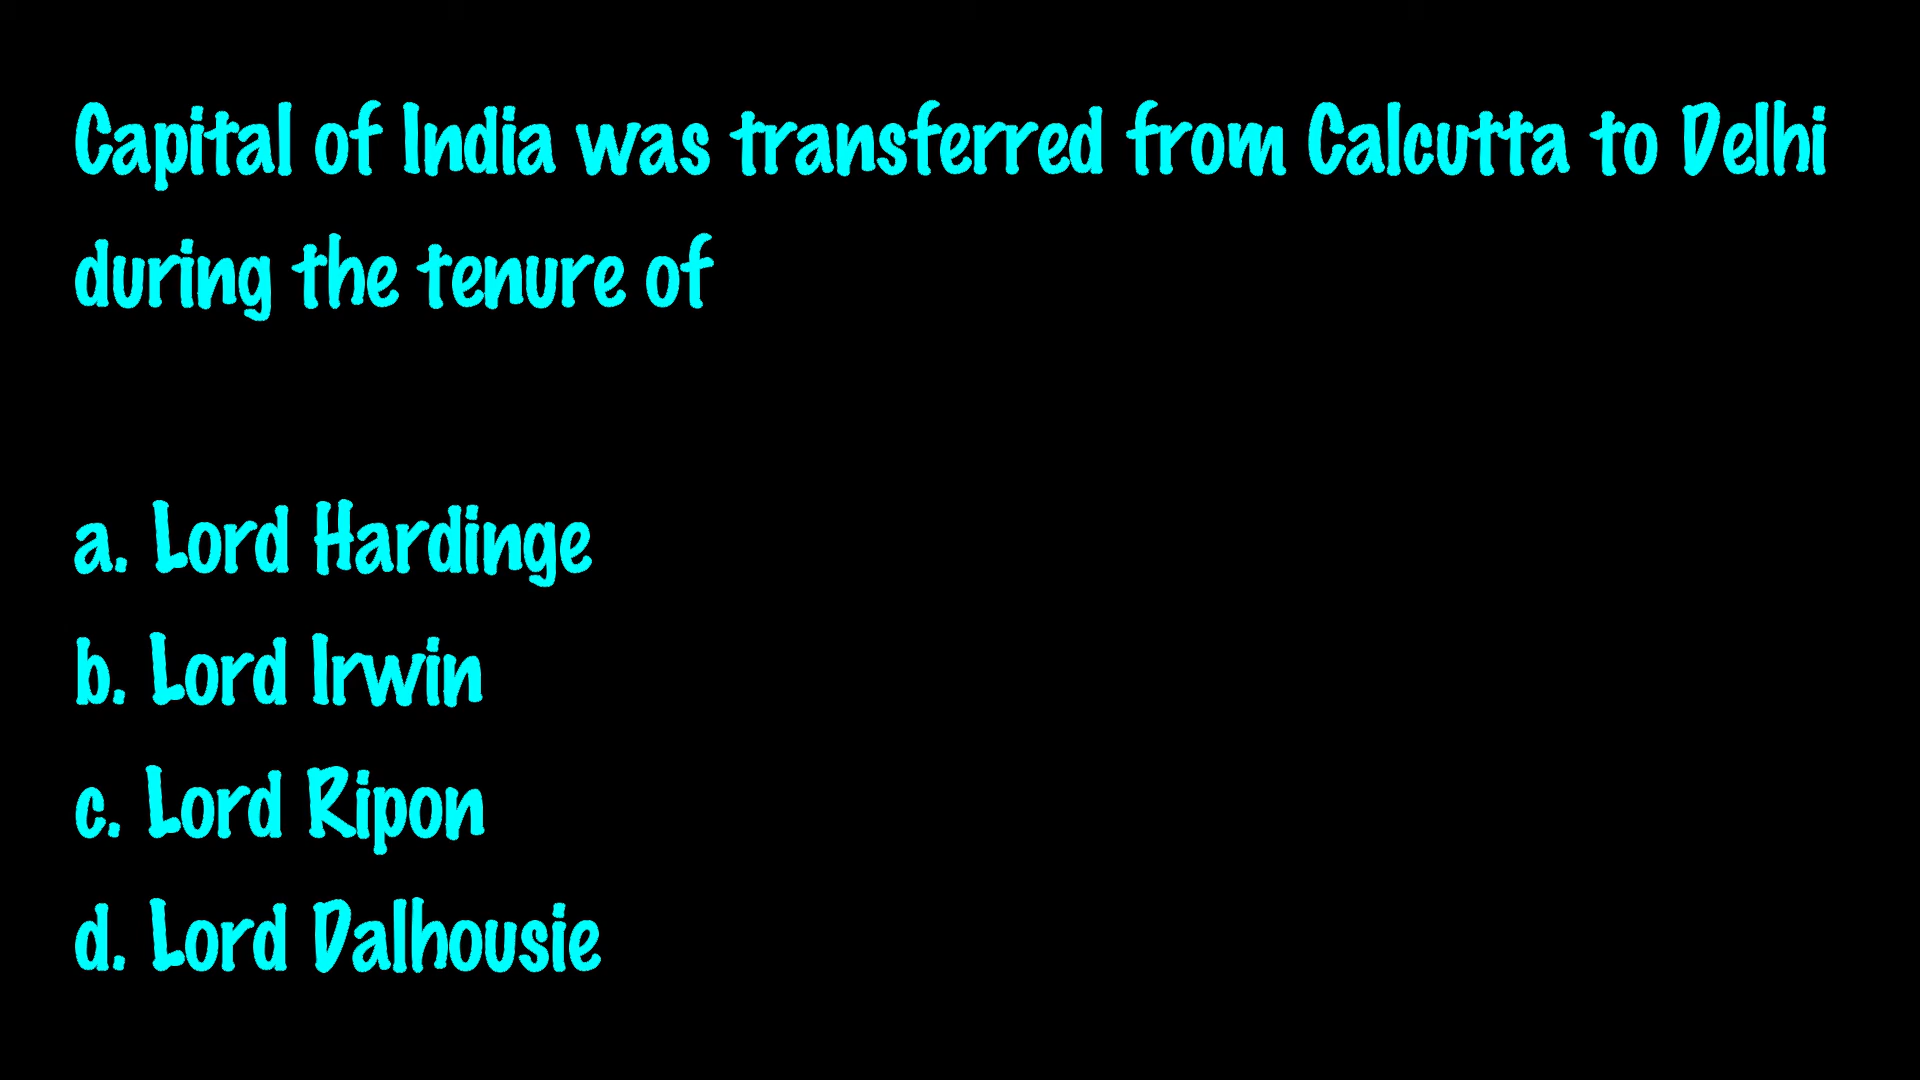 Capital of India was transferred from Calcutta to Delhi
during the tenure of
a. Lord Hardinge
b. Lord Irwin
c. Lord Ripon
d. Lord Dalhousie